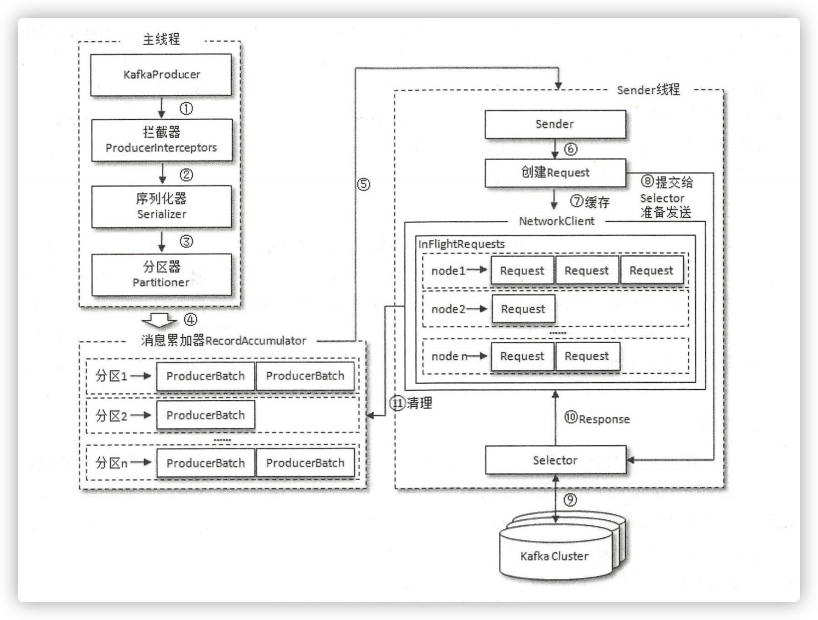 主线程
KafkaProducer
①
拦截器
ProducerInterceptors
②
序列化器
Serializer
③
分区器
Partitioner
④
消息累加器RecordAccumulator
分区1 ProducerBatch ProducerBatch
分区2 ProducerBatch
......
分区n ProducerBatch ProducerBatch
⑤
Sender线程
Sender
⑥
创建Request
⑦缓存
⑧提交给
Selector
准备发送
NetworkClient
InFlightRequests
node1 Request Request Request
node2 Request
......
node n Request Request
⑪清理
⑩Response
Selector
⑨
Kafka Cluster